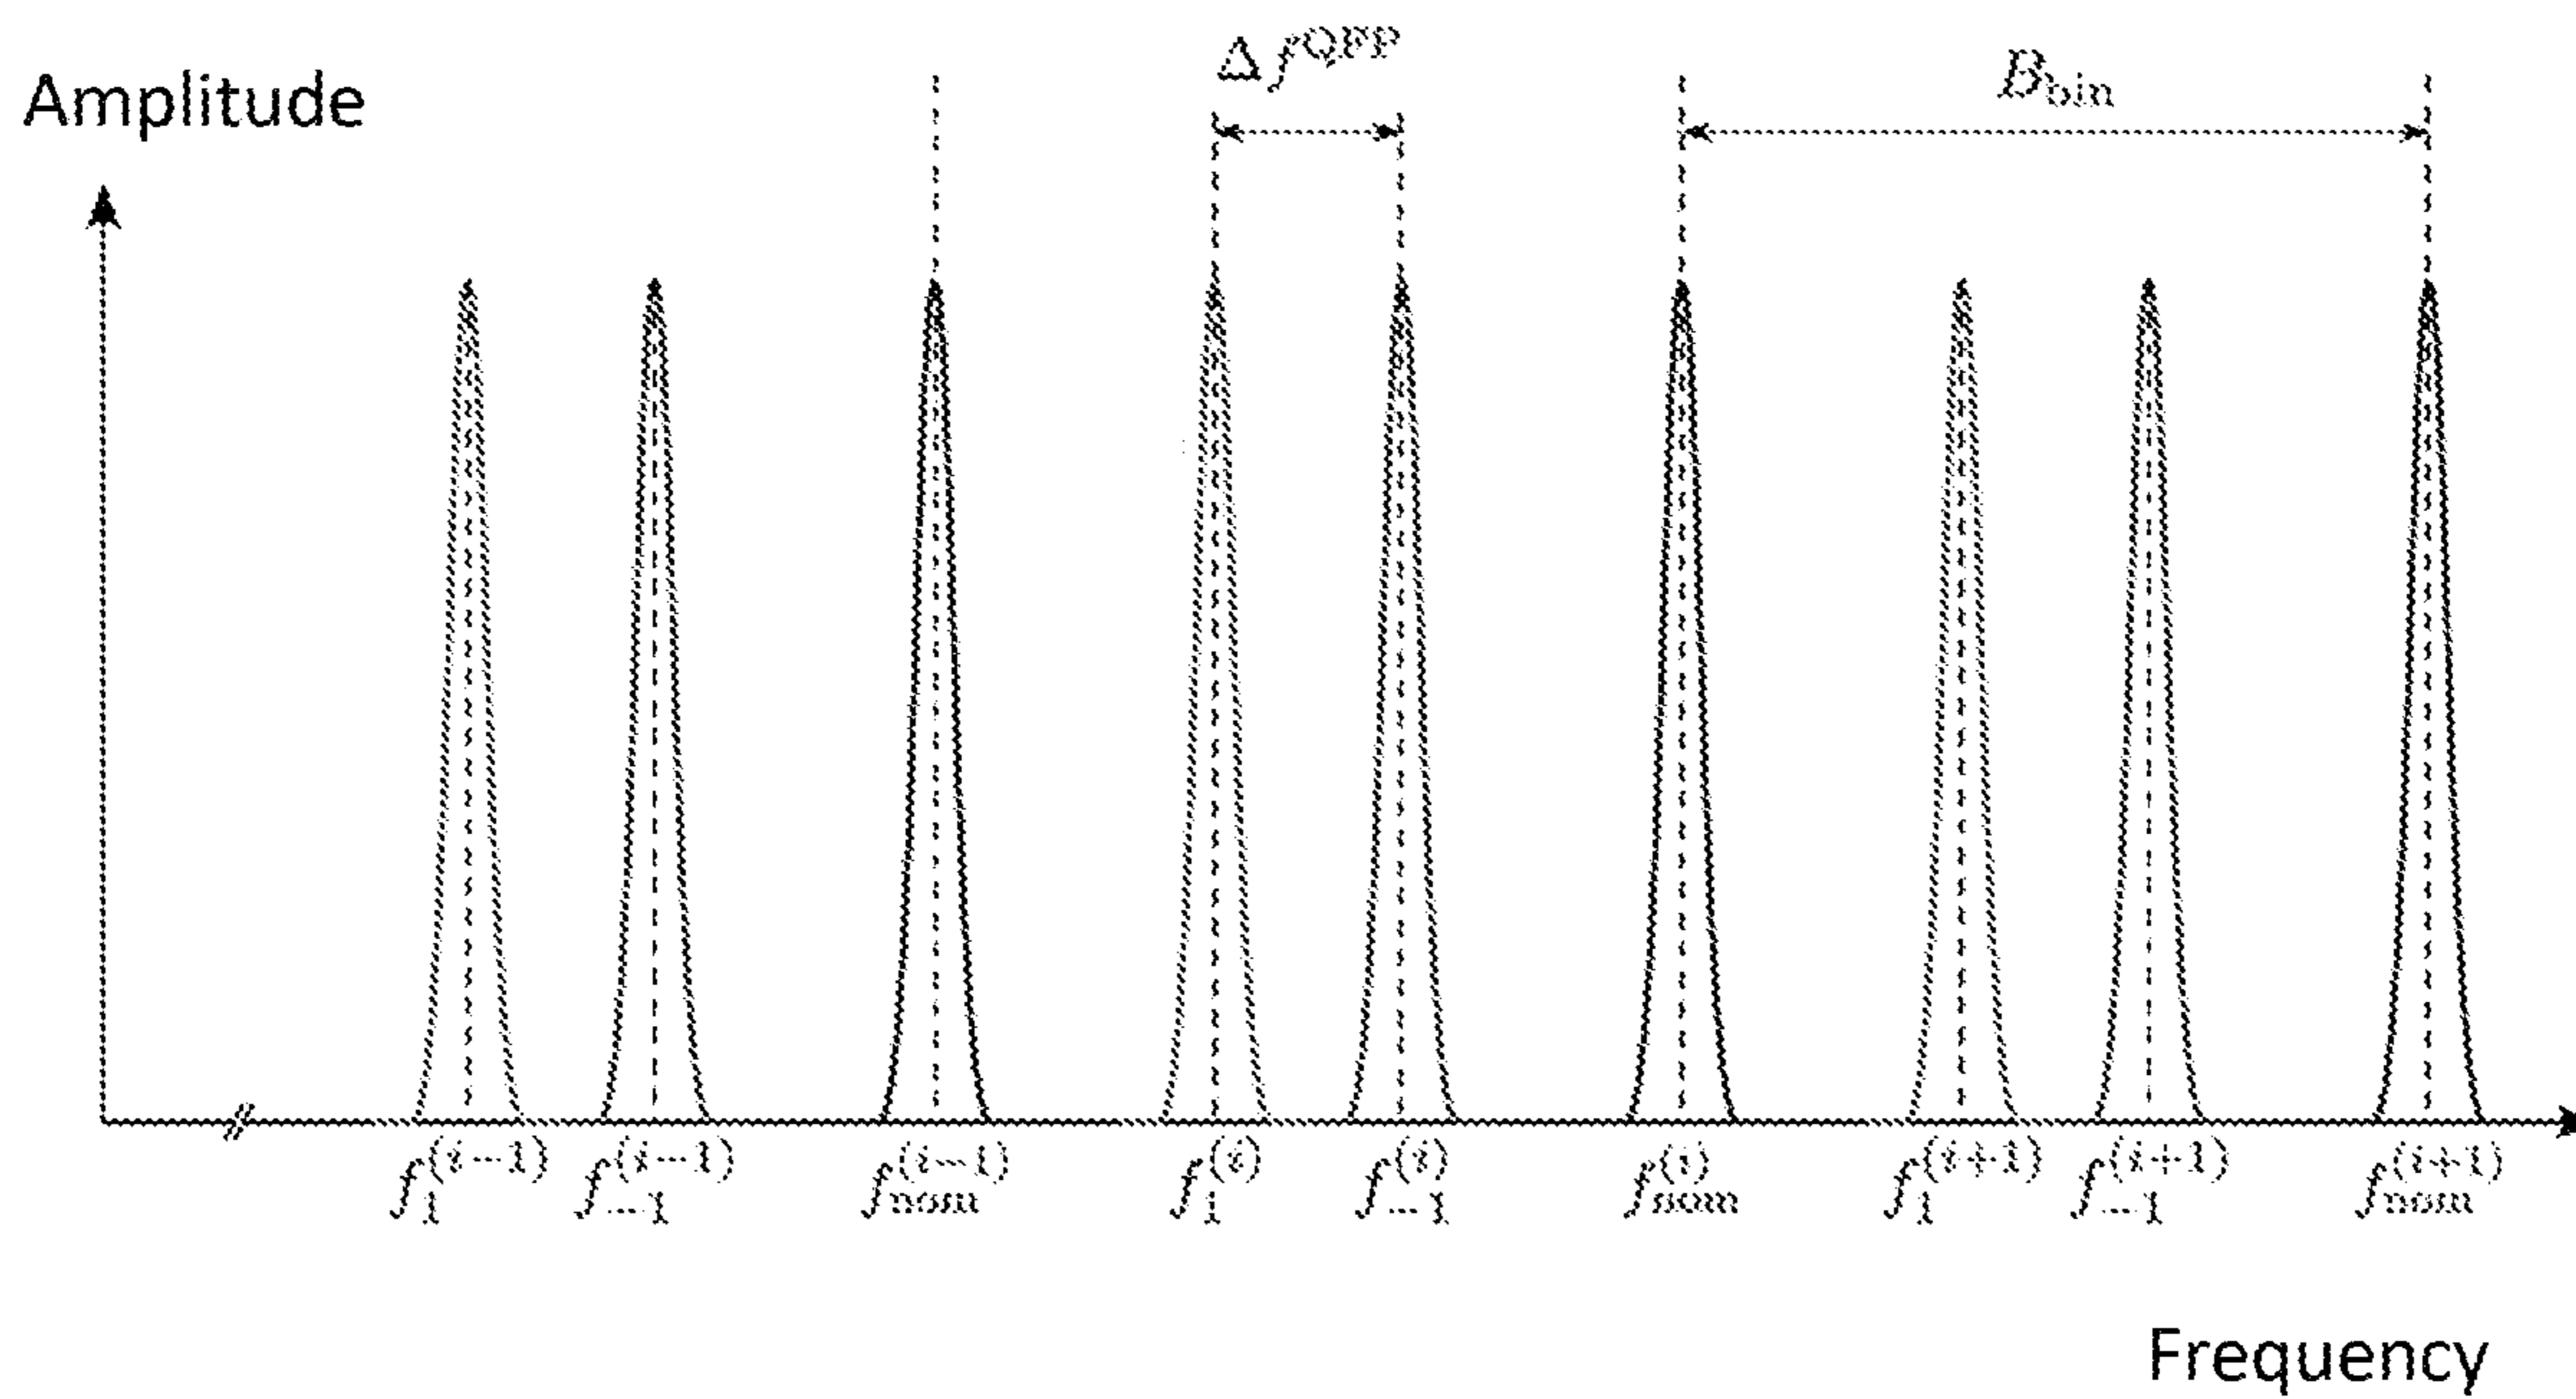 Δf^QFP
B_bin
Amplitude
f_1^(i−1) f_−1^(i−1) f_nom^(i−1) f_1^(i) f_−1^(i) f_nom^(i) f_1^(i+1) f_−1^(i+1) f_nom^(i+1)
Frequency